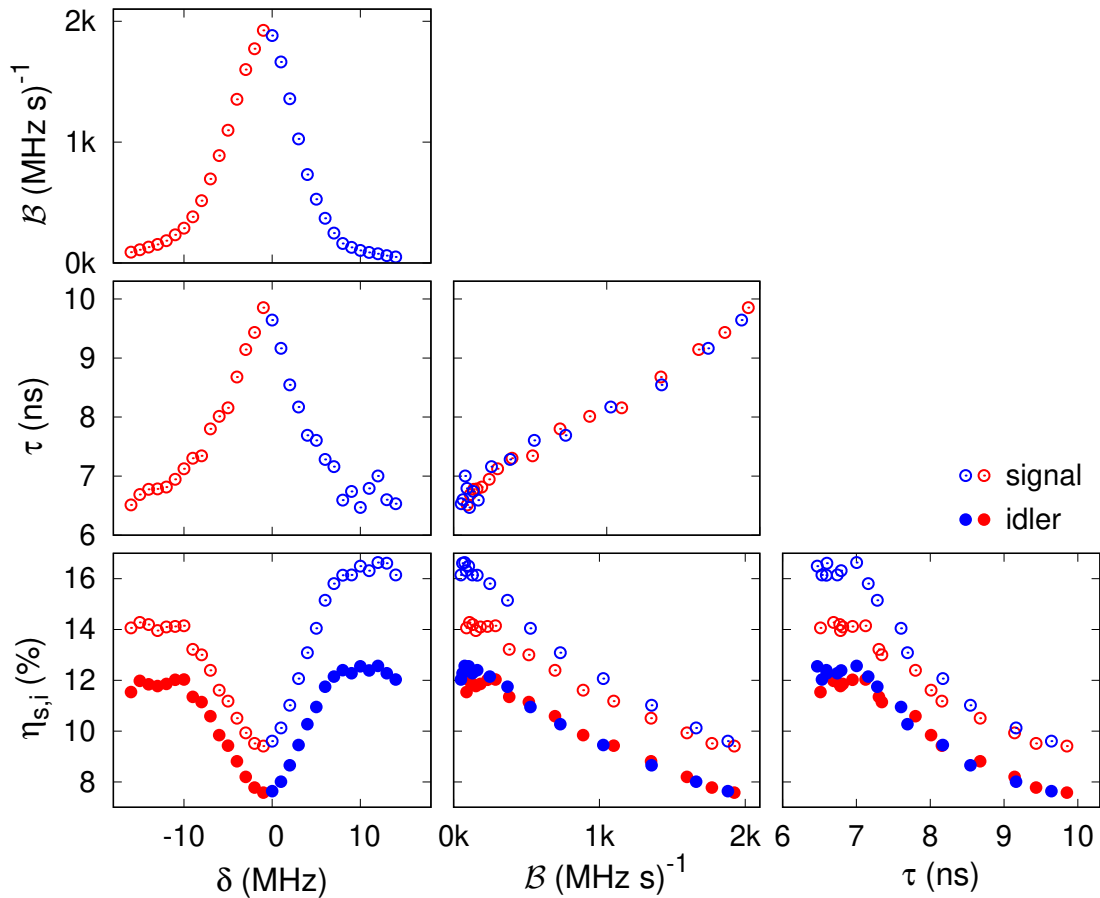 2k
1k
0k
ℬ (MHz s)⁻¹
10
9
8
7
6
τ (ns)
signal
idler
16
14
12
10
8
η_{s,i} (%)
-10 0 10
δ (MHz)
0k 1k 2k
ℬ (MHz s)⁻¹
6 7 8 9 10
τ (ns)